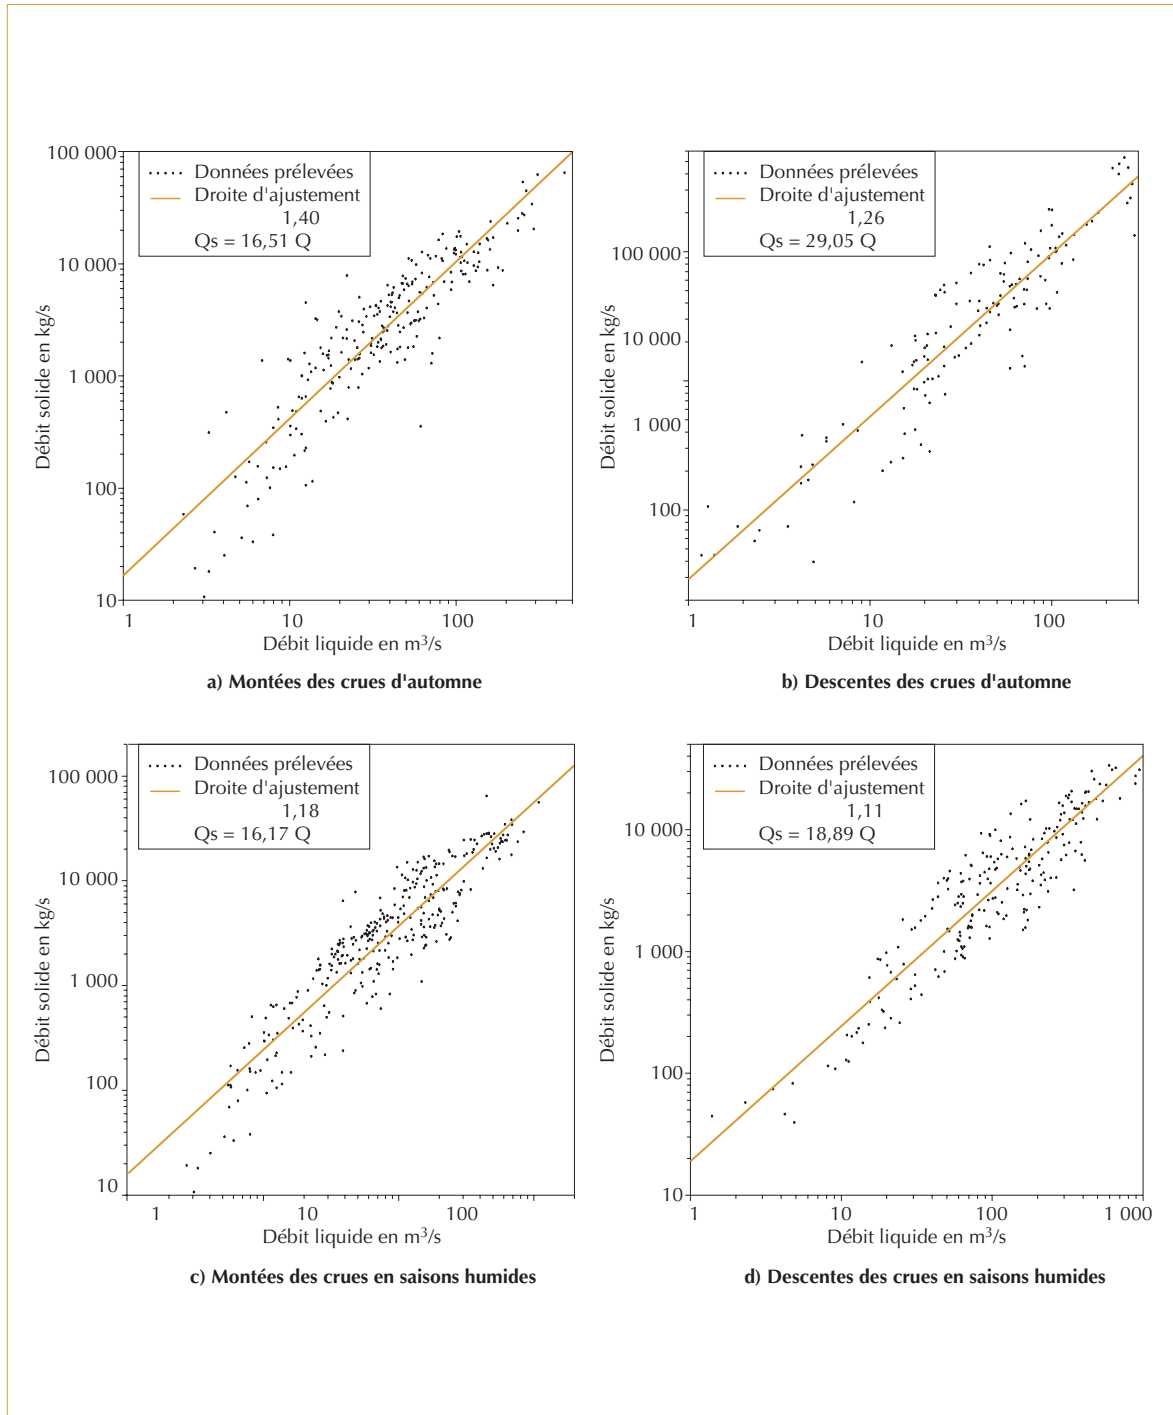 100 000
10 000
1 000
100
10
Débit solide en kg/s
Données prélevées
Droite d'ajustement
1,40
Qs = 16,51 Q
1 10 100
Débit liquide en m³/s
a) Montées des crues d'automne
100 000
10 000
1 000
100
Débit solide en kg/s
Données prélevées
Droite d'ajustement
1,26
Qs = 29,05 Q
1 10 100
Débit liquide en m³/s
b) Descentes des crues d'automne
100 000
10 000
1 000
100
10
Débit solide en kg/s
Données prélevées
Droite d'ajustement
1,18
Qs = 16,17 Q
1 10 100
Débit liquide en m³/s
c) Montées des crues en saisons humides
10 000
1 000
100
10
Débit solide en kg/s
Données prélevées
Droite d'ajustement
1,11
Qs = 18,89 Q
1 10 100 1 000
Débit liquide en m³/s
d) Descentes des crues en saisons humides